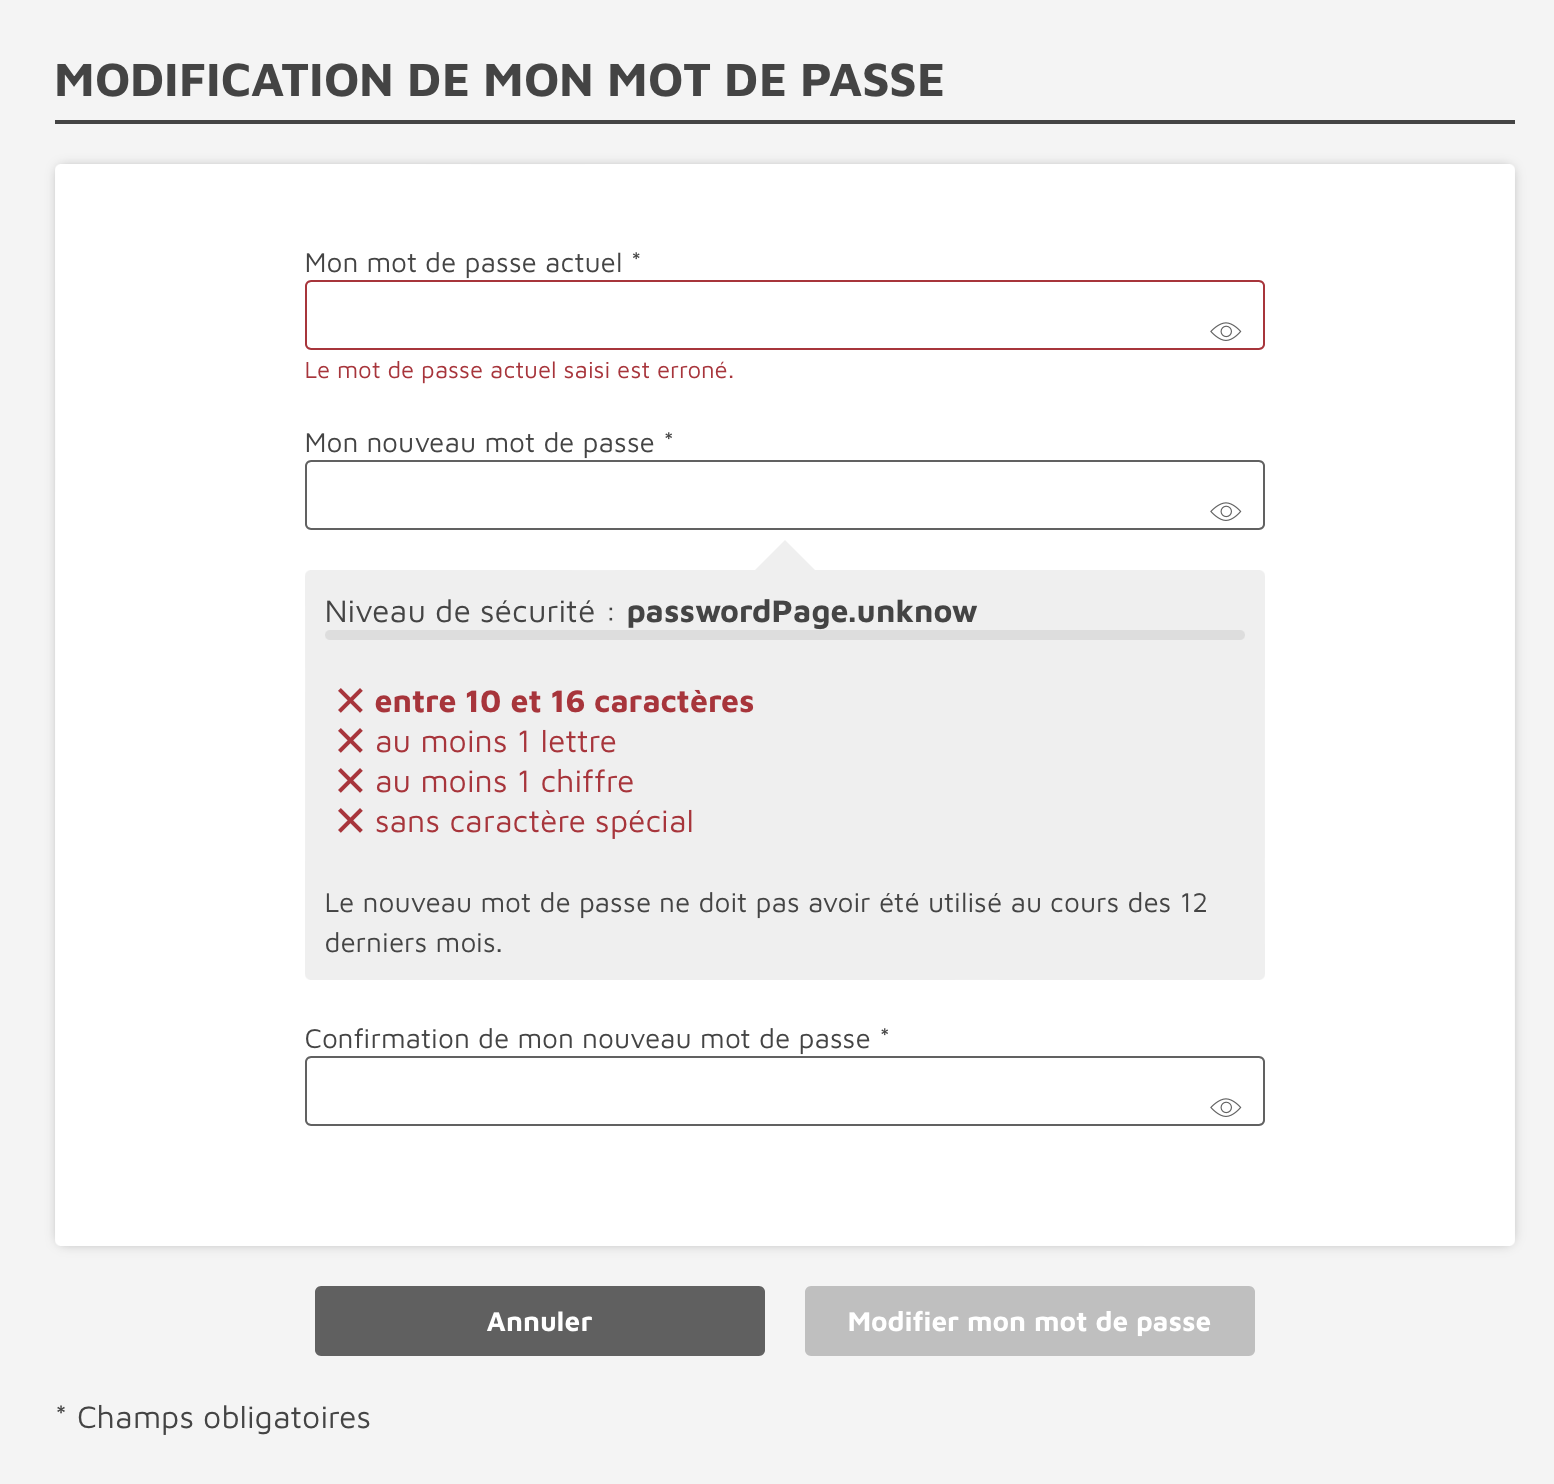 MODIFICATION DE MON MOT DE PASSE
Mon mot de passe actuel *
Le mot de passe actuel saisi est erroné.
Mon nouveau mot de passe *
Niveau de sécurité : passwordPage.unknow
entre 10 et 16 caractères
au moins 1 lettre
au moins 1 chiffre
sans caractère spécial
Le nouveau mot de passe ne doit pas avoir été utilisé au cours des 12
derniers mois.
Confirmation de mon nouveau mot de passe *
Annuler
Modifier mon mot de passe
* Champs obligatoires